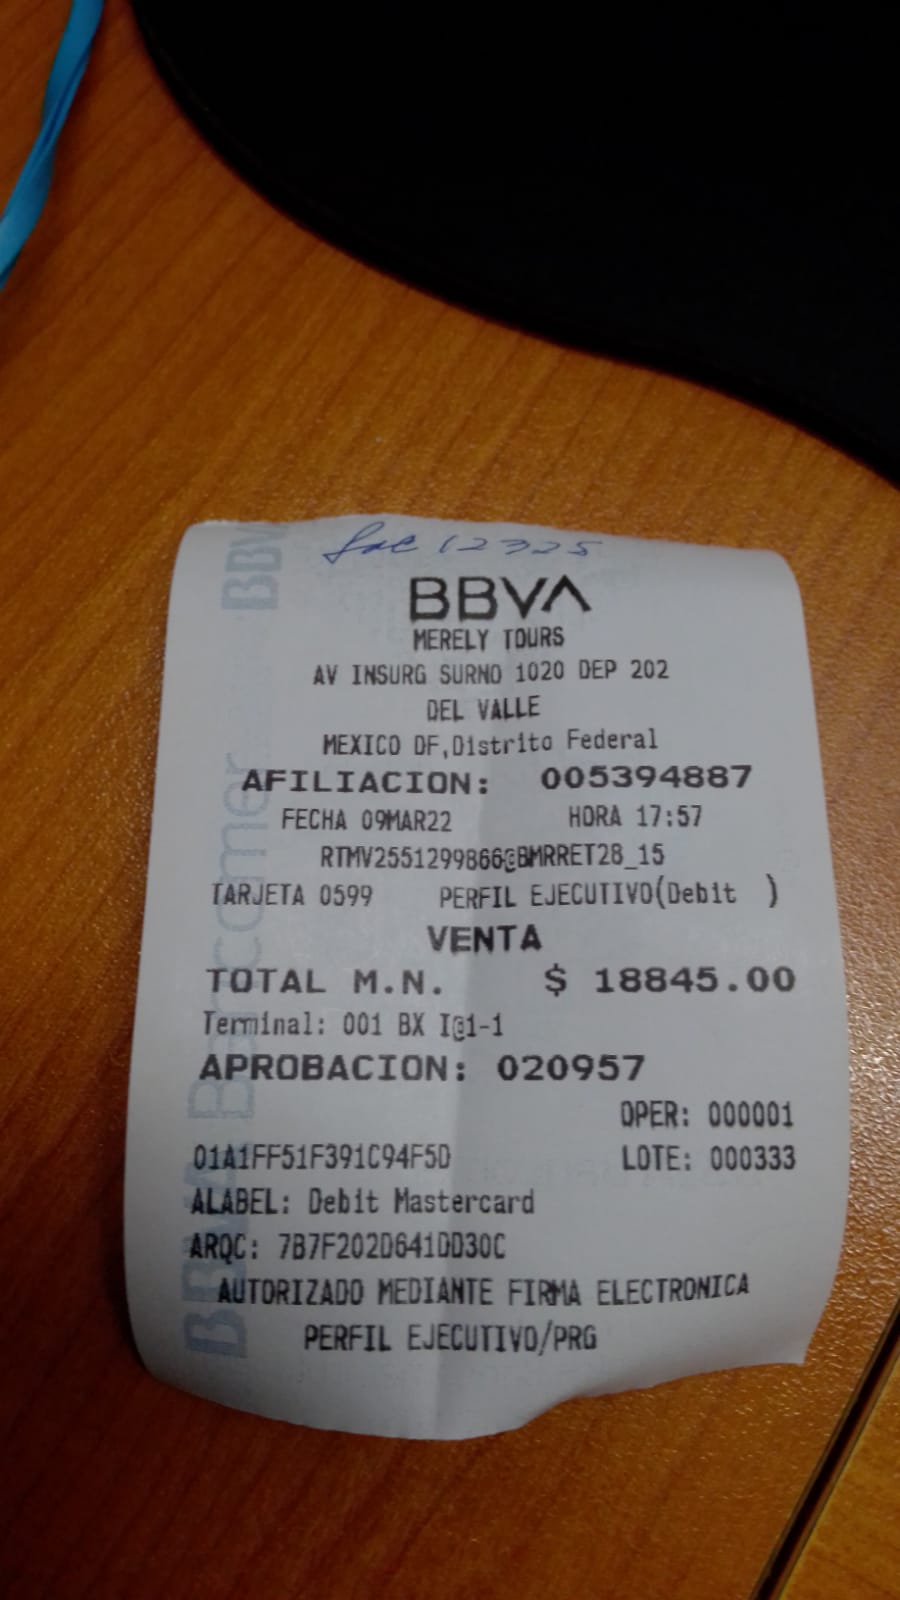 Fac 12325
BBVA
MERELY TOURS
AV INSURG SURNO 1020 DEP 202
DEL VALLE
MEXICO DF,Distrito Federal
AFILIACION: 005394887
FECHA 09MAR22 HORA 17:57
RTMV2551299866@BMRRET28_15
TARJETA 0599 PERFIL EJECUTIVO(Debit )
VENTA
TOTAL M.N. $ 18845.00
Terminal: 001 BX I@1-1
APROBACION: 020957
OPER: 000001
01A1FF51F391C94F5D LOTE: 000333
ALABEL: Debit Mastercard
ARQC: 7B7F202D641DD30C
AUTORIZADO MEDIANTE FIRMA ELECTRONICA
PERFIL EJECUTIVO/PRG
BBVA Bancomer
BBV